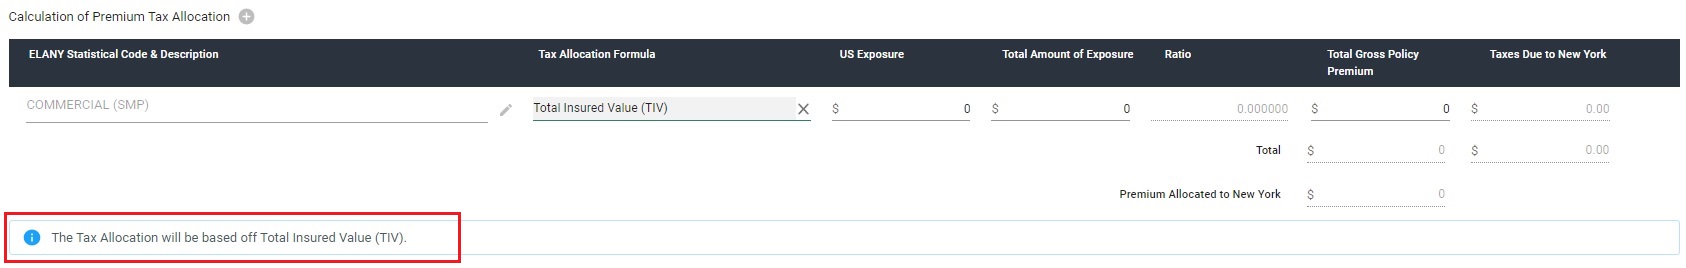 Calculation of Premium Tax Allocation
ELANY Statistical Code & Description Tax Allocation Formula US Exposure Total Amount of Exposure Ratio Total Gross Policy Premium Taxes Due to New York
COMMERCIAL (SMP) Total Insured Value (TIV) $ 0 $ 0 0.000000 $ 0 $ 0.00
Total $ 0 $ 0.00
Premium Allocated to New York $ 0
The Tax Allocation will be based off Total Insured Value (TIV).